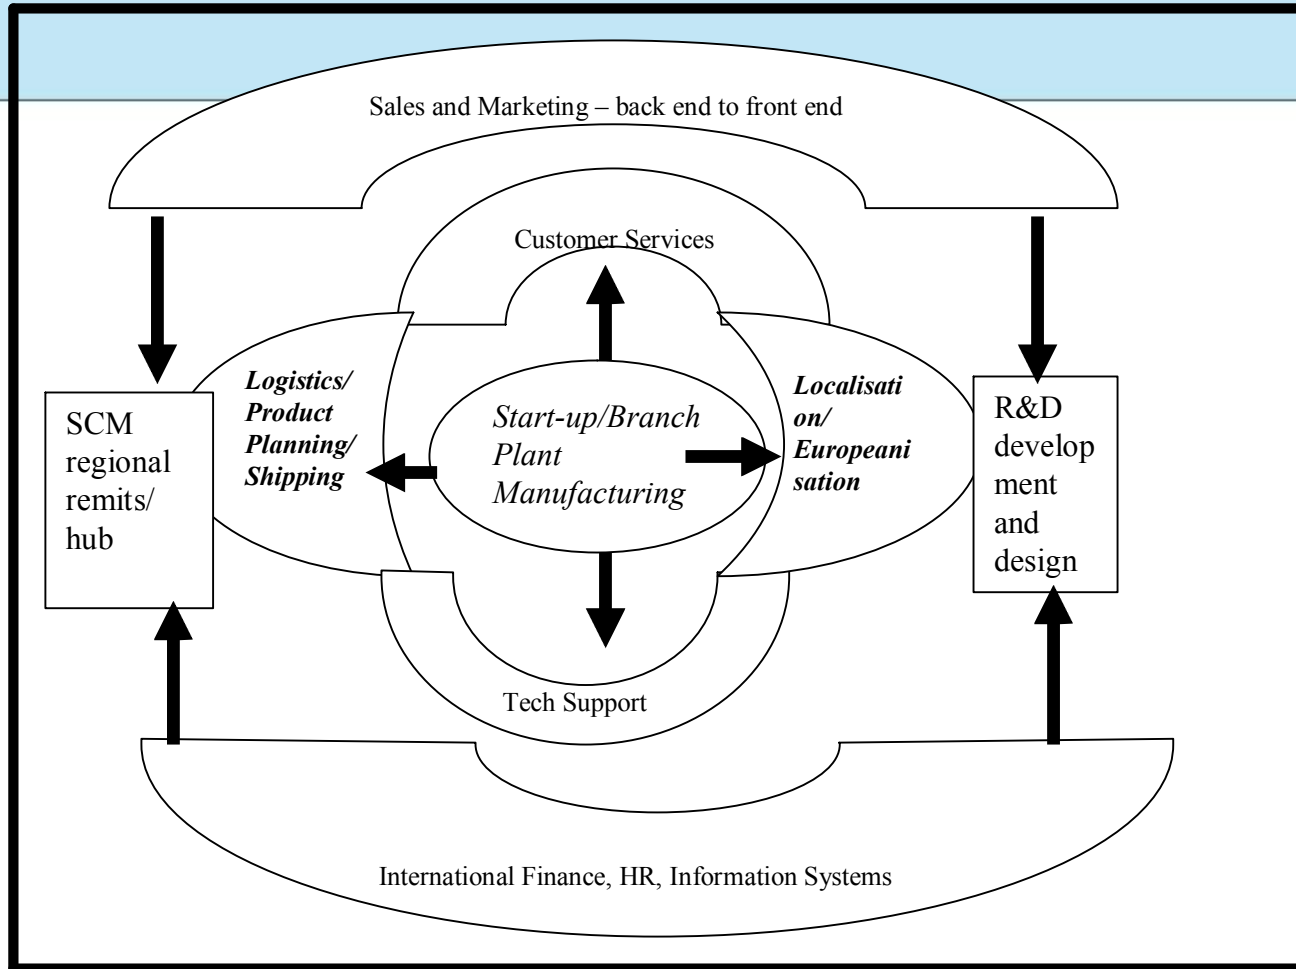 Sales and Marketing – back end to front end
Customer Services
Logistics/
Product
Planning/
Shipping
Start-up/Branch
Plant
Manufacturing
Localisati
on/
Europeani
sation
SCM
regional
remits/
hub
R&D
develop
ment
and
design
Tech Support
International Finance, HR, Information Systems